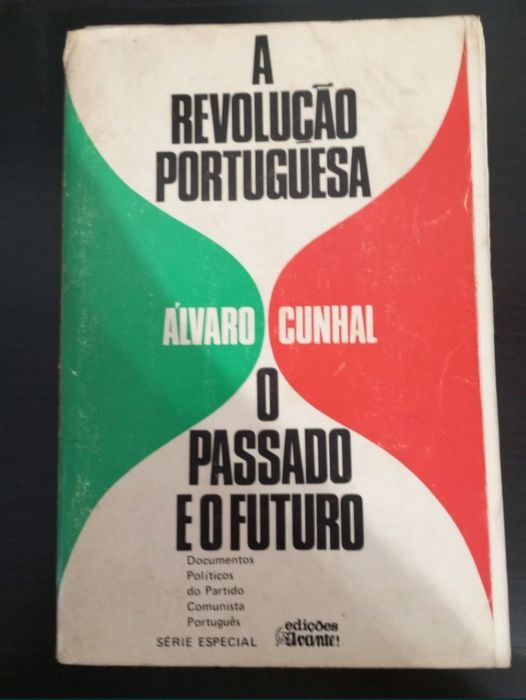 A
REVOLUÇÃO
PORTUGUESA
ÁLVARO CUNHAL
O
PASSADO
E O FUTURO
Documentos
Políticos
do Partido
Comunista
Português
SÉRIE ESPECIAL
edições
Avante!